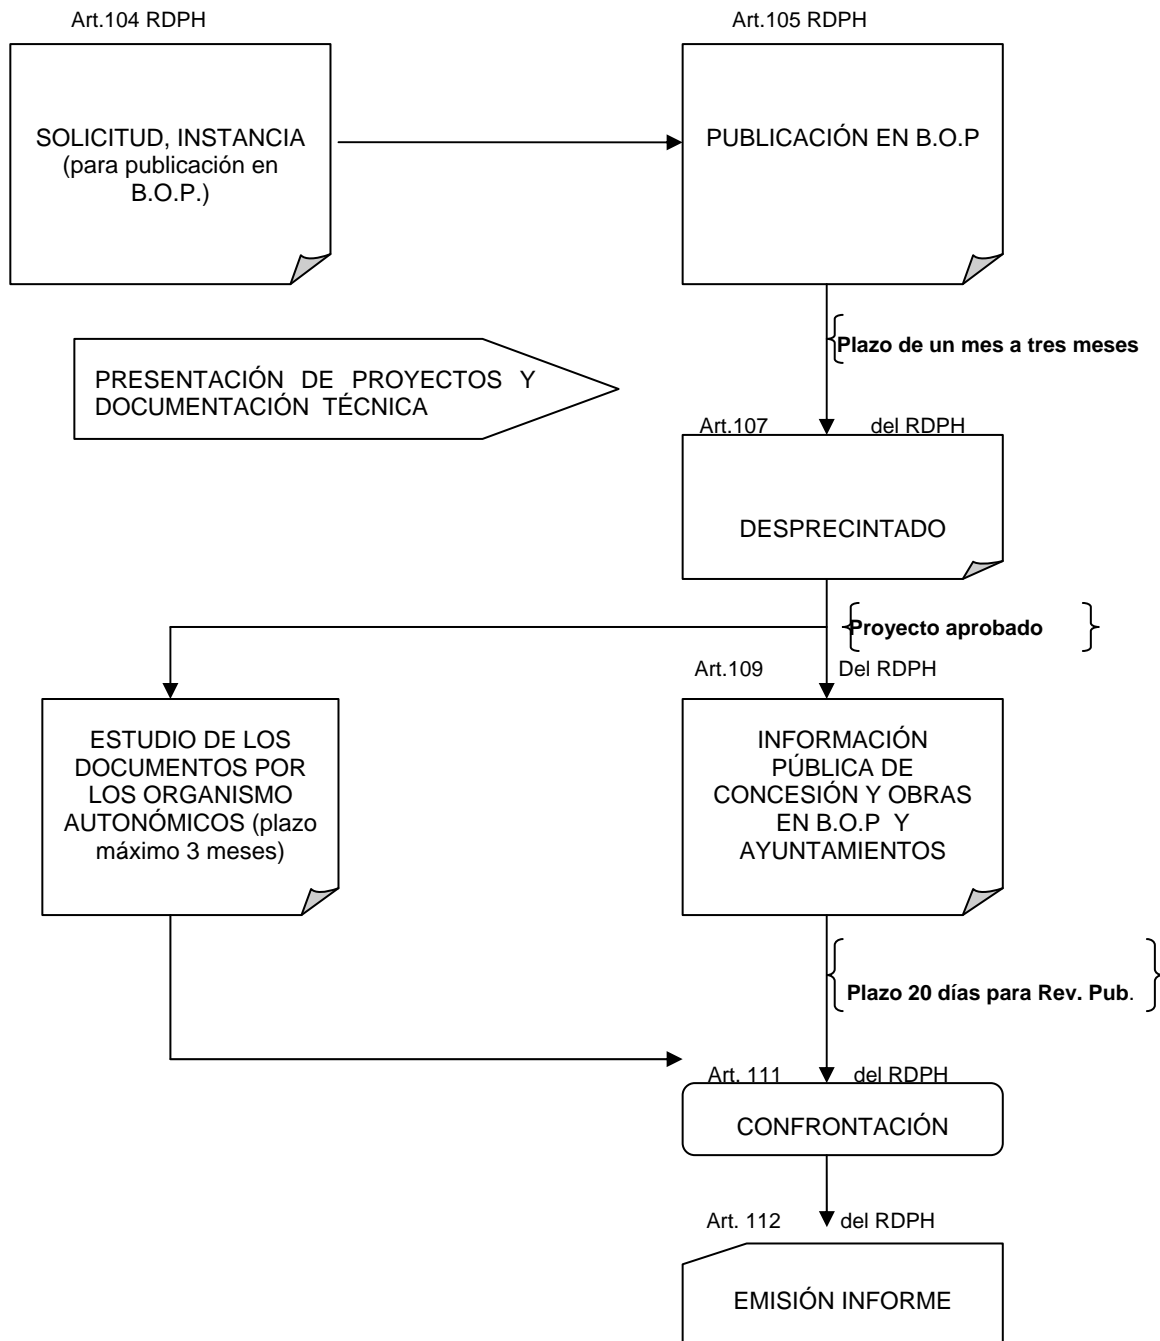 Art.104 RDPH
Art.105 RDPH
SOLICITUD, INSTANCIA
(para publicación en
B.O.P.)
PUBLICACIÓN EN B.O.P
Plazo de un mes a tres meses
PRESENTACIÓN DE PROYECTOS Y
DOCUMENTACIÓN TÉCNICA
Art.107 del RDPH
DESPRECINTADO
Proyecto aprobado
Art.109 Del RDPH
ESTUDIO DE LOS
DOCUMENTOS POR
LOS ORGANISMO
AUTONÓMICOS (plazo
máximo 3 meses)
INFORMACIÓN
PÚBLICA DE
CONCESIÓN Y OBRAS
EN B.O.P Y
AYUNTAMIENTOS
Plazo 20 días para Rev. Pub.
Art. 111 del RDPH
CONFRONTACIÓN
Art. 112 del RDPH
EMISIÓN INFORME